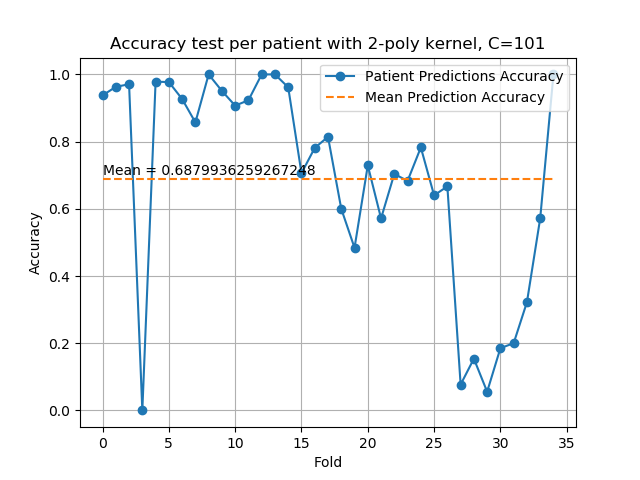 Accuracy test per patient with 2-poly kernel, C=101
Patient Predictions Accuracy
Mean Prediction Accuracy
Mean = 0.6879936259267248
Accuracy
1.0
0.8
0.6
0.4
0.2
0.0
0 5 10 15 20 25 30 35
Fold